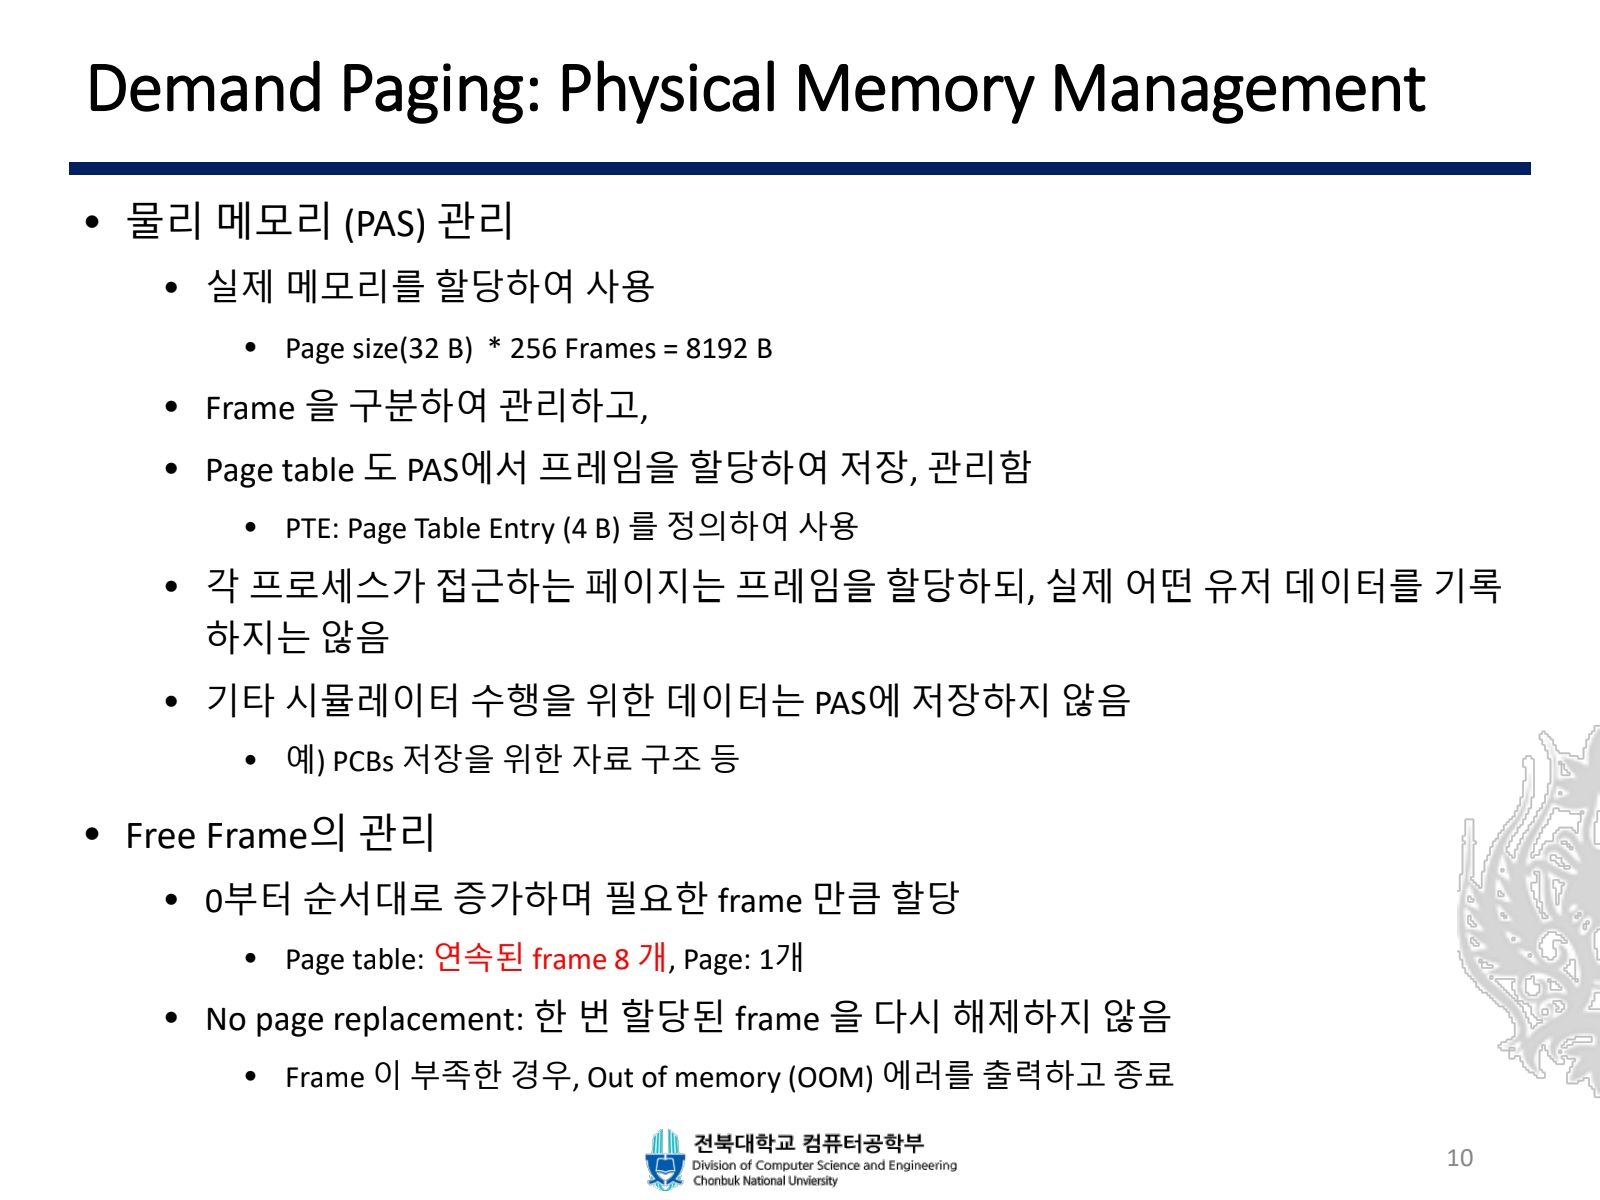 Demand Paging: Physical Memory Management
• 물리 메모리 (PAS) 관리
• 실제 메모리를 할당하여 사용
• Page size(32 B) * 256 Frames = 8192 B
• Frame 을 구분하여 관리하고,
• Page table 도 PAS에서 프레임을 할당하여 저장, 관리함
• PTE: Page Table Entry (4 B) 를 정의하여 사용
• 각 프로세스가 접근하는 페이지는 프레임을 할당하되, 실제 어떤 유저 데이터를 기록
하지는 않음
• 기타 시뮬레이터 수행을 위한 데이터는 PAS에 저장하지 않음
• 예) PCBs 저장을 위한 자료 구조 등
• Free Frame의 관리
• 0부터 순서대로 증가하며 필요한 frame 만큼 할당
• Page table: 연속된 frame 8 개, Page: 1개
• No page replacement: 한 번 할당된 frame 을 다시 해제하지 않음
• Frame 이 부족한 경우, Out of memory (OOM) 에러를 출력하고 종료
전북대학교 컴퓨터공학부
Division of Computer Science and Engineering
Chonbuk National Unviersity
10